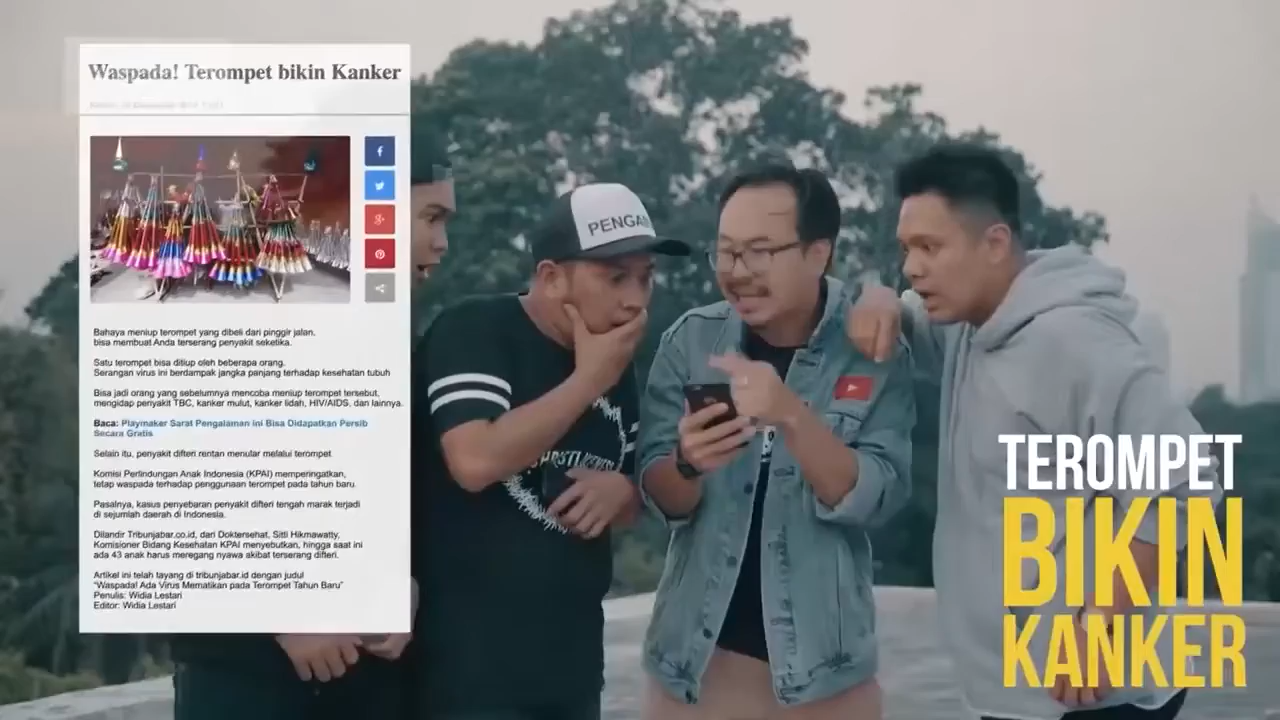 Waspada! Terompet bikin Kanker
Bahaya meniup terompet yang dibeli dari pinggir jalan.
bisa membuat Anda terserang penyakit seketika.
Satu terompet bisa ditiup oleh beberapa orang.
Serangan virus ini berdampak jangka panjang terhadap kesehatan tubuh
Bisa jadi orang yang sebelumnya mencoba meniup terompet tersebut,
mengidap penyakit TBC, kanker mulut, kanker lidah, HIV/AIDS, dan lainnya.
Baca: Playmaker Sarat Pengalaman ini Bisa Didapatkan Persib
Secara Gratis
Selain itu, penyakit difteri rentan menular melalui terompet
Komisi Perlindungan Anak Indonesia (KPAI) memperingatkan,
tetap waspada terhadap penggunaan terompet pada tahun baru.
Pasalnya, kasus penyebaran penyakit difteri tengah marak terjadi
di sejumlah daerah di Indonesia.
Dilandir Tribunjabar.co.id, dari Doktersehat, Sitti Hikmawatty,
Komisioner Bidang Kesehatan KPAI menyebutkan, hingga saat ini
ada 43 anak harus meregang nyawa akibat terserang difteri.
Artikel ini telah tayang di tribunjabar.id dengan judul
"Waspada! Ada Virus Mematikan pada Terompet Tahun Baru"
Penulis: Widia Lestari
Editor: Widia Lestari
PENGA
TEROMPET
BIKIN
KANKER